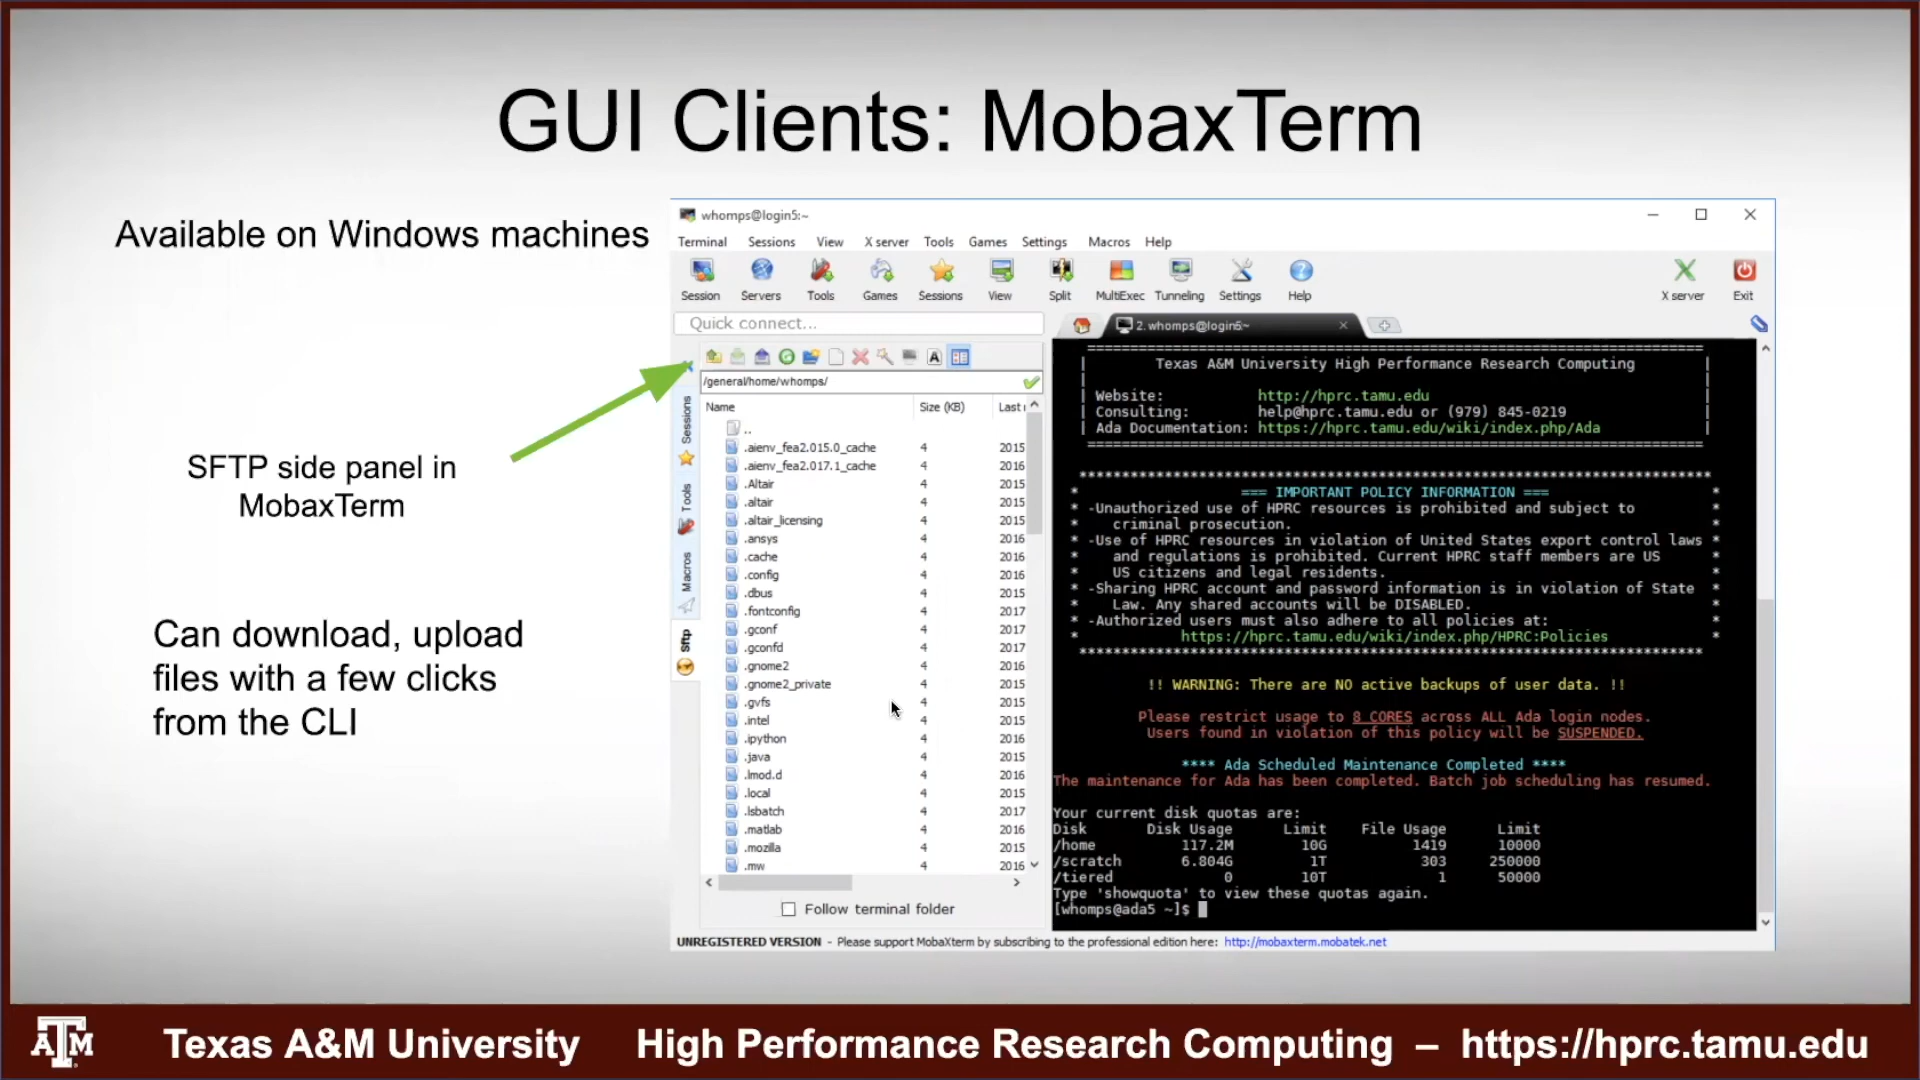 GUI Clients: MobaxTerm
Available on Windows machines
SFTP side panel in
MobaxTerm
Can download, upload
files with a few clicks
from the CLI
whomps@login5:~
Terminal Sessions View X server Tools Games Settings Macros Help
Session Servers Tools Games Sessions View Split MultiExec Tunneling Settings Help X server Exit
Quick connect...
2. whomps@login5:~
/general/home/whomps/
Name Size (KB) Last
..
.aienv_fea2.015.0_cache 4 2015
.aienv_fea2.017.1_cache 4 2016
.Altair 4 2015
.altair 4 2015
.altair_licensing 4 2015
.ansys 4 2016
.cache 4 2016
.config 4 2016
.dbus 4 2015
.fontconfig 4 2017
.gconf 4 2017
.gconfd 4 2017
.gnome2 4 2016
.gnome2_private 4 2015
.gvfs 4 2015
.intel 4 2015
.ipython 4 2016
.java 4 2015
.lmod.d 4 2016
.local 4 2015
.lsbatch 4 2017
.matlab 4 2016
.mozilla 4 2015
.mw 4 2016
Sessions
Tools
Macros
Sftp
Follow terminal folder
==========================================================================
| Texas A&M University High Performance Research Computing |
| Website: http://hprc.tamu.edu |
| Consulting: help@hprc.tamu.edu or (979) 845-0219 |
| Ada Documentation: https://hprc.tamu.edu/wiki/index.php/Ada |
==========================================================================
**************************************************************************
* === IMPORTANT POLICY INFORMATION === *
* -Unauthorized use of HPRC resources is prohibited and subject to *
* criminal prosecution. *
* -Use of HPRC resources in violation of United States export control laws *
* and regulations is prohibited. Current HPRC staff members are US *
* US citizens and legal residents. *
* -Sharing HPRC account and password information is in violation of State *
* Law. Any shared accounts will be DISABLED. *
* -Authorized users must also adhere to all policies at: *
* https://hprc.tamu.edu/wiki/index.php/HPRC:Policies *
**************************************************************************
!! WARNING: There are NO active backups of user data. !!
Please restrict usage to 8 CORES across ALL Ada login nodes.
Users found in violation of this policy will be SUSPENDED.
**** Ada Scheduled Maintenance Completed ****
The maintenance for Ada has been completed. Batch job scheduling has resumed.
Your current disk quotas are:
Disk Disk Usage Limit File Usage Limit
/home 117.2M 10G 1419 10000
/scratch 6.804G 1T 303 250000
/tiered 0 10T 1 50000
Type 'showquota' to view these quotas again.
[whomps@ada5 ~]$
UNREGISTERED VERSION - Please support MobaXterm by subscribing to the professional edition here: http://mobaxterm.mobatek.net
ATM Texas A&M University High Performance Research Computing – https://hprc.tamu.edu